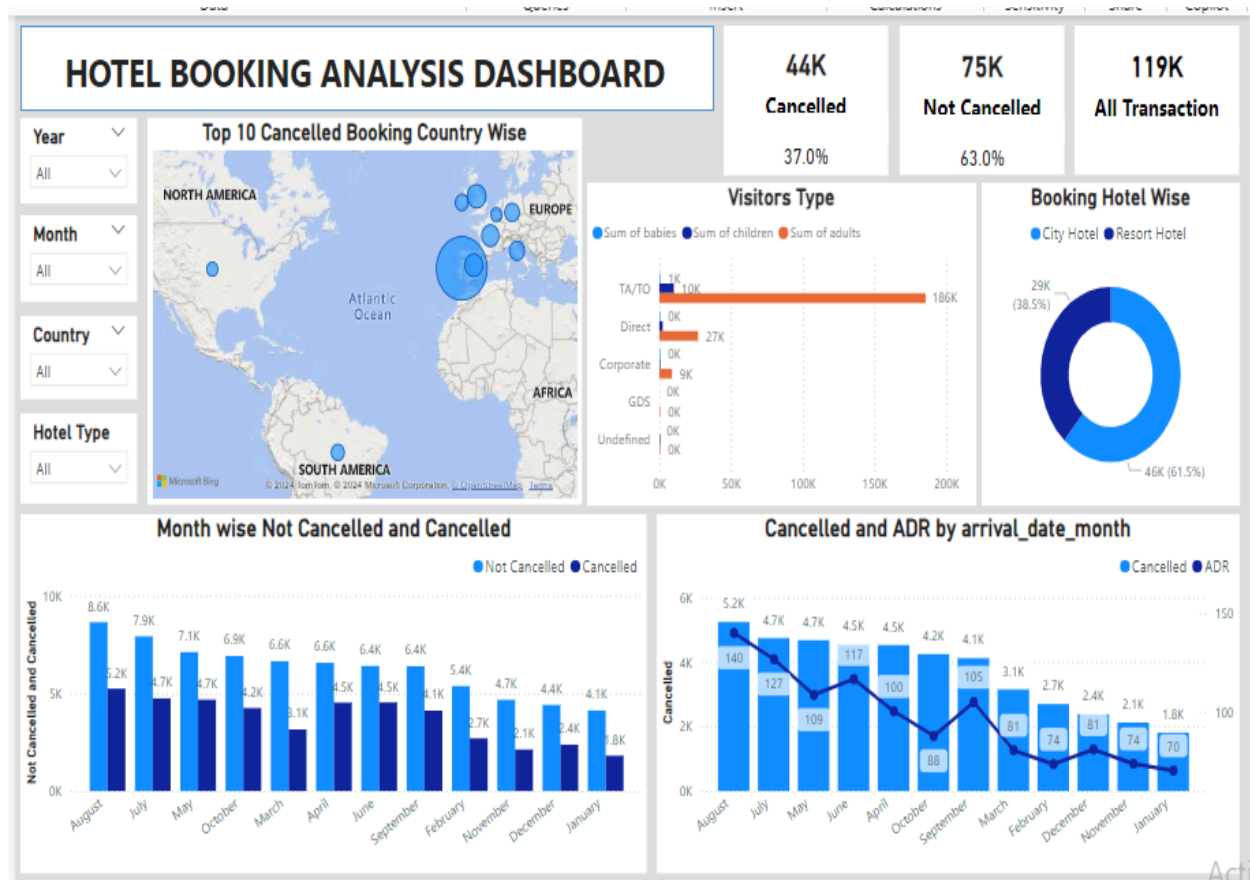 HOTEL BOOKING ANALYSIS DASHBOARD
44K
Cancelled
37.0%
75K
Not Cancelled
63.0%
119K
All Transaction
Year
All
Month
All
Country
All
Hotel Type
All
Top 10 Cancelled Booking Country Wise
NORTH AMERICA
EUROPE
Atlantic
Ocean
AFRICA
SOUTH AMERICA
Microsoft Bing
© 2024 TomTom, © 2024 Microsoft Corporation, © OpenStreetMap Terms
Visitors Type
Sum of babies Sum of children Sum of adults
TA/TO
1K
10K
186K
Direct
0K
27K
Corporate
0K
9K
GDS
0K
0K
Undefined
0K
0K
0K 50K 100K 150K 200K
Booking Hotel Wise
City Hotel Resort Hotel
29K
(38.5%)
46K (61.5%)
Month wise Not Cancelled and Cancelled
Not Cancelled Cancelled
Not Cancelled and Cancelled
10K
5K
0K
8.6K 7.9K 7.1K 6.9K 6.6K 6.6K 6.4K 6.4K 5.4K 4.7K 4.4K 4.1K
5.2K 4.7K 4.7K 4.2K 3.1K 4.5K 4.5K 4.1K 2.7K 2.1K 2.4K 1.8K
August July May October March April June September February November December January
Cancelled and ADR by arrival_date_month
Cancelled ADR
Cancelled
6K
4K
2K
0K
150
100
5.2K 4.7K 4.7K 4.5K 4.5K 4.2K 4.1K 3.1K 2.7K 2.4K 2.1K 1.8K
140 127 109 117 100 88 105 81 74 81 74 70
August July May June April October September March February December November January